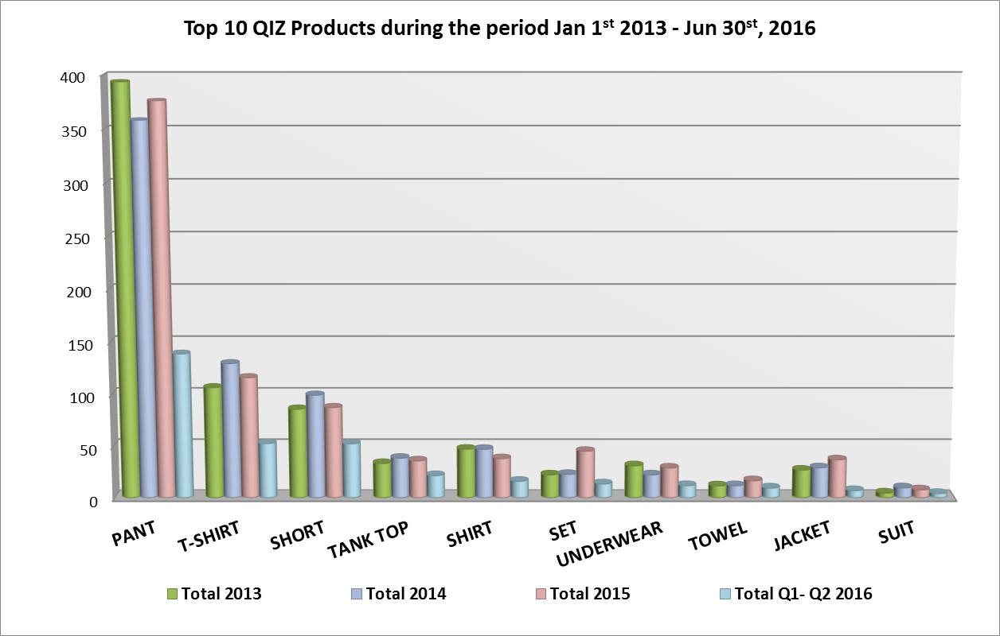 Top 10 QIZ Products during the period Jan 1st 2013 - Jun 30st, 2016
400
350
300
250
200
150
100
50
0
PANT
T-SHIRT
SHORT
TANK TOP
SHIRT
SET
UNDERWEAR
TOWEL
JACKET
SUIT
Total 2013
Total 2014
Total 2015
Total Q1- Q2 2016